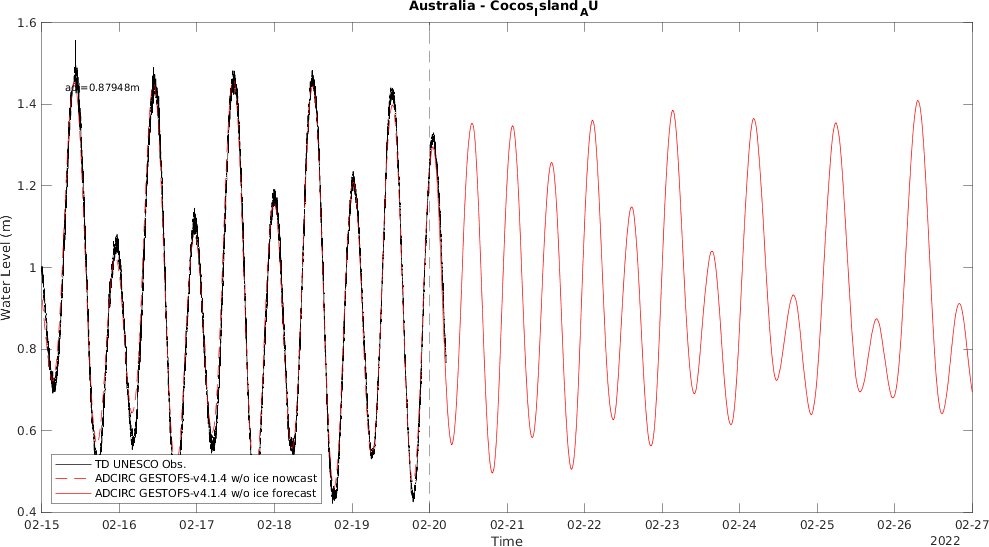 Australia - Cocos_Island_AU
1.6
1.4
1.2
1
0.8
0.6
0.4
Water Level (m)
=0.87948m
TD UNESCO Obs.
ADCIRC GESTOFS-v4.1.4 w/o ice nowcast
ADCIRC GESTOFS-v4.1.4 w/o ice forecast
02-15 02-16 02-17 02-18 02-19 02-20 02-21 02-22 02-23 02-24 02-25 02-26 02-27
Time
2022